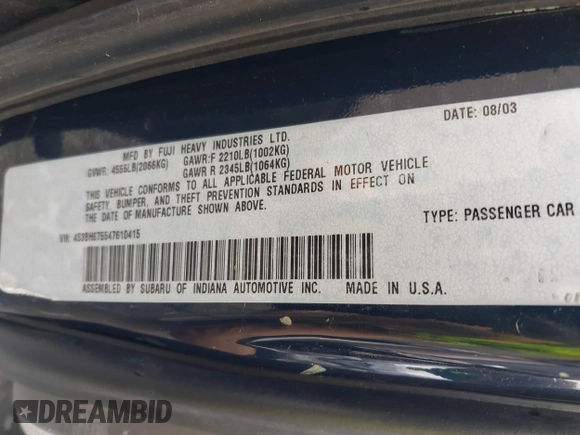 DATE: 08/03
MFD BY FUJI HEAVY INDUSTRIES LTD.
GVWR: 4555LB(2066KG) GAWR:F 2210LB(1002KG)
GAWR R 2345LB(1064KG)
THIS VEHICLE CONFORMS TO ALL APPLICABLE FEDERAL MOTOR VEHICLE
SAFETY, BUMPER, AND THEFT PREVENTION STANDARDS IN EFFECT ON
THE DATE OF MANUFACTURE SHOWN ABOVE.
TYPE: PASSENGER CAR
VIN: 4S3BH675547610415
ASSEMBLED BY SUBARU OF INDIANA AUTOMOTIVE INC. MADE IN U.S.A.
DREAMBID